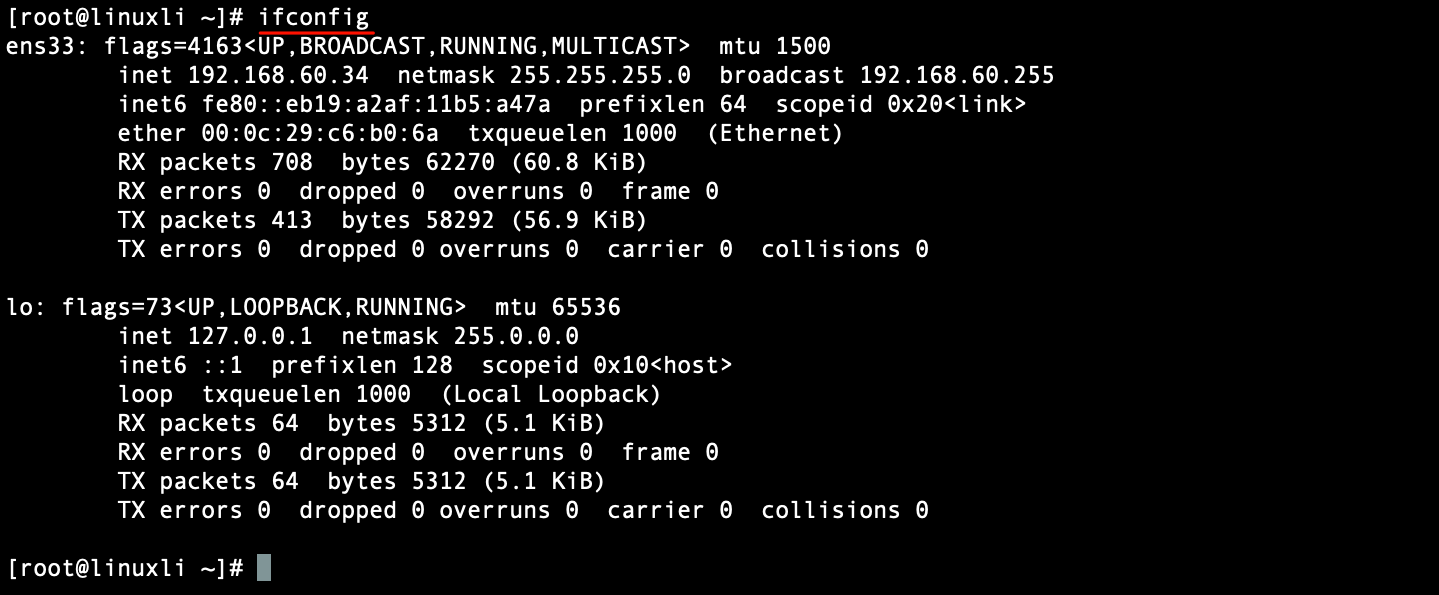 [root@linuxli ~]# ifconfig
ens33: flags=4163<UP,BROADCAST,RUNNING,MULTICAST>  mtu 1500
        inet 192.168.60.34  netmask 255.255.255.0  broadcast 192.168.60.255
        inet6 fe80::eb19:a2af:11b5:a47a  prefixlen 64  scopeid 0x20<link>
        ether 00:0c:29:c6:b0:6a  txqueuelen 1000  (Ethernet)
        RX packets 708  bytes 62270 (60.8 KiB)
        RX errors 0  dropped 0  overruns 0  frame 0
        TX packets 413  bytes 58292 (56.9 KiB)
        TX errors 0  dropped 0 overruns 0  carrier 0  collisions 0

lo: flags=73<UP,LOOPBACK,RUNNING>  mtu 65536
        inet 127.0.0.1  netmask 255.0.0.0
        inet6 ::1  prefixlen 128  scopeid 0x10<host>
        loop  txqueuelen 1000  (Local Loopback)
        RX packets 64  bytes 5312 (5.1 KiB)
        RX errors 0  dropped 0  overruns 0  frame 0
        TX packets 64  bytes 5312 (5.1 KiB)
        TX errors 0  dropped 0 overruns 0  carrier 0  collisions 0

[root@linuxli ~]#